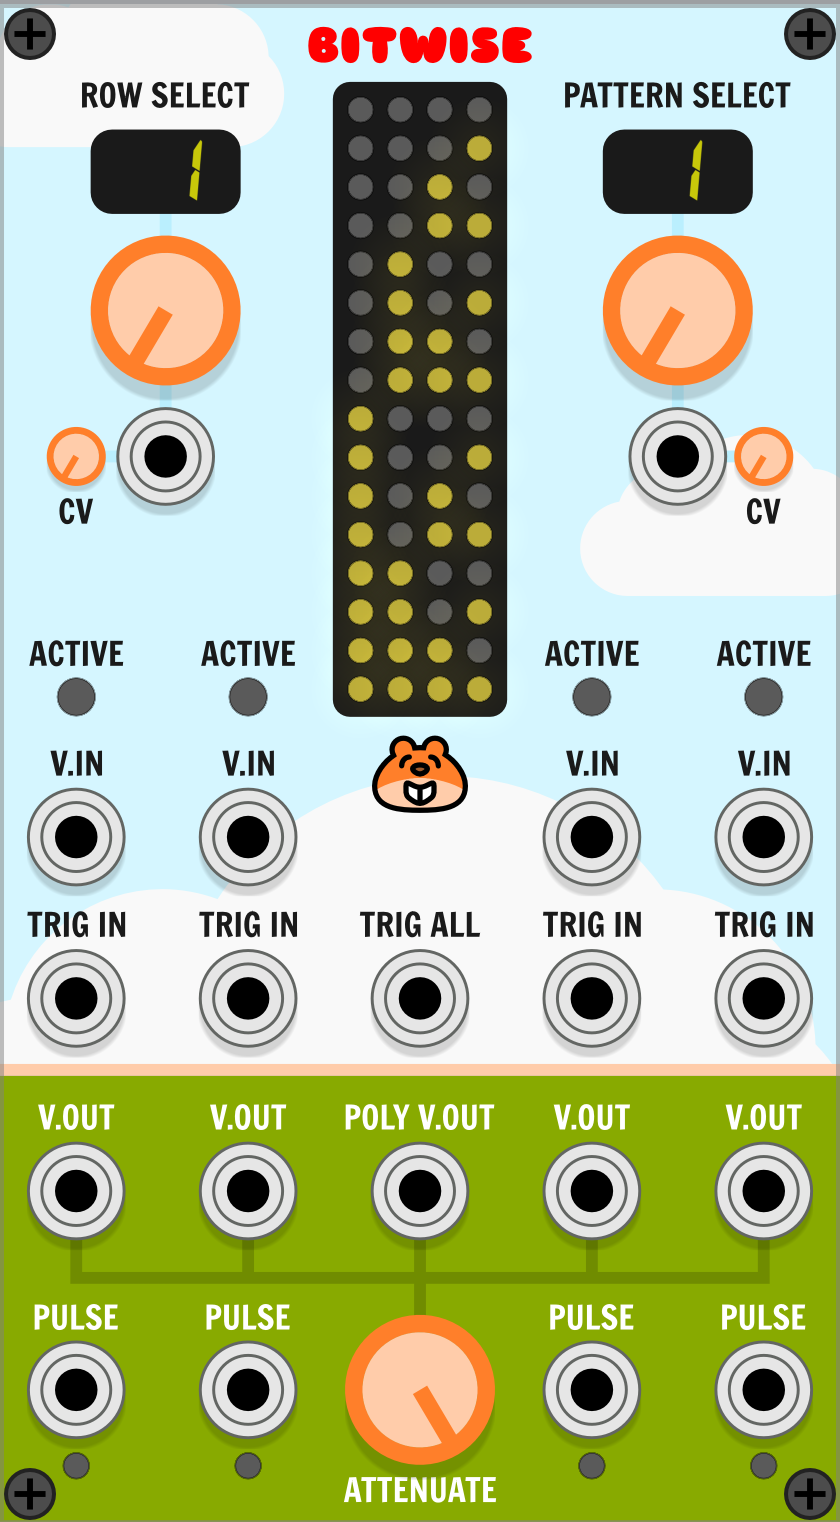 BITWISE
ROW SELECT
PATTERN SELECT
1
1
CV
CV
ACTIVE
ACTIVE
ACTIVE
ACTIVE
V.IN
V.IN
V.IN
V.IN
TRIG IN
TRIG IN
TRIG ALL
TRIG IN
TRIG IN
V.OUT
V.OUT
POLY V.OUT
V.OUT
V.OUT
PULSE
PULSE
PULSE
PULSE
ATTENUATE